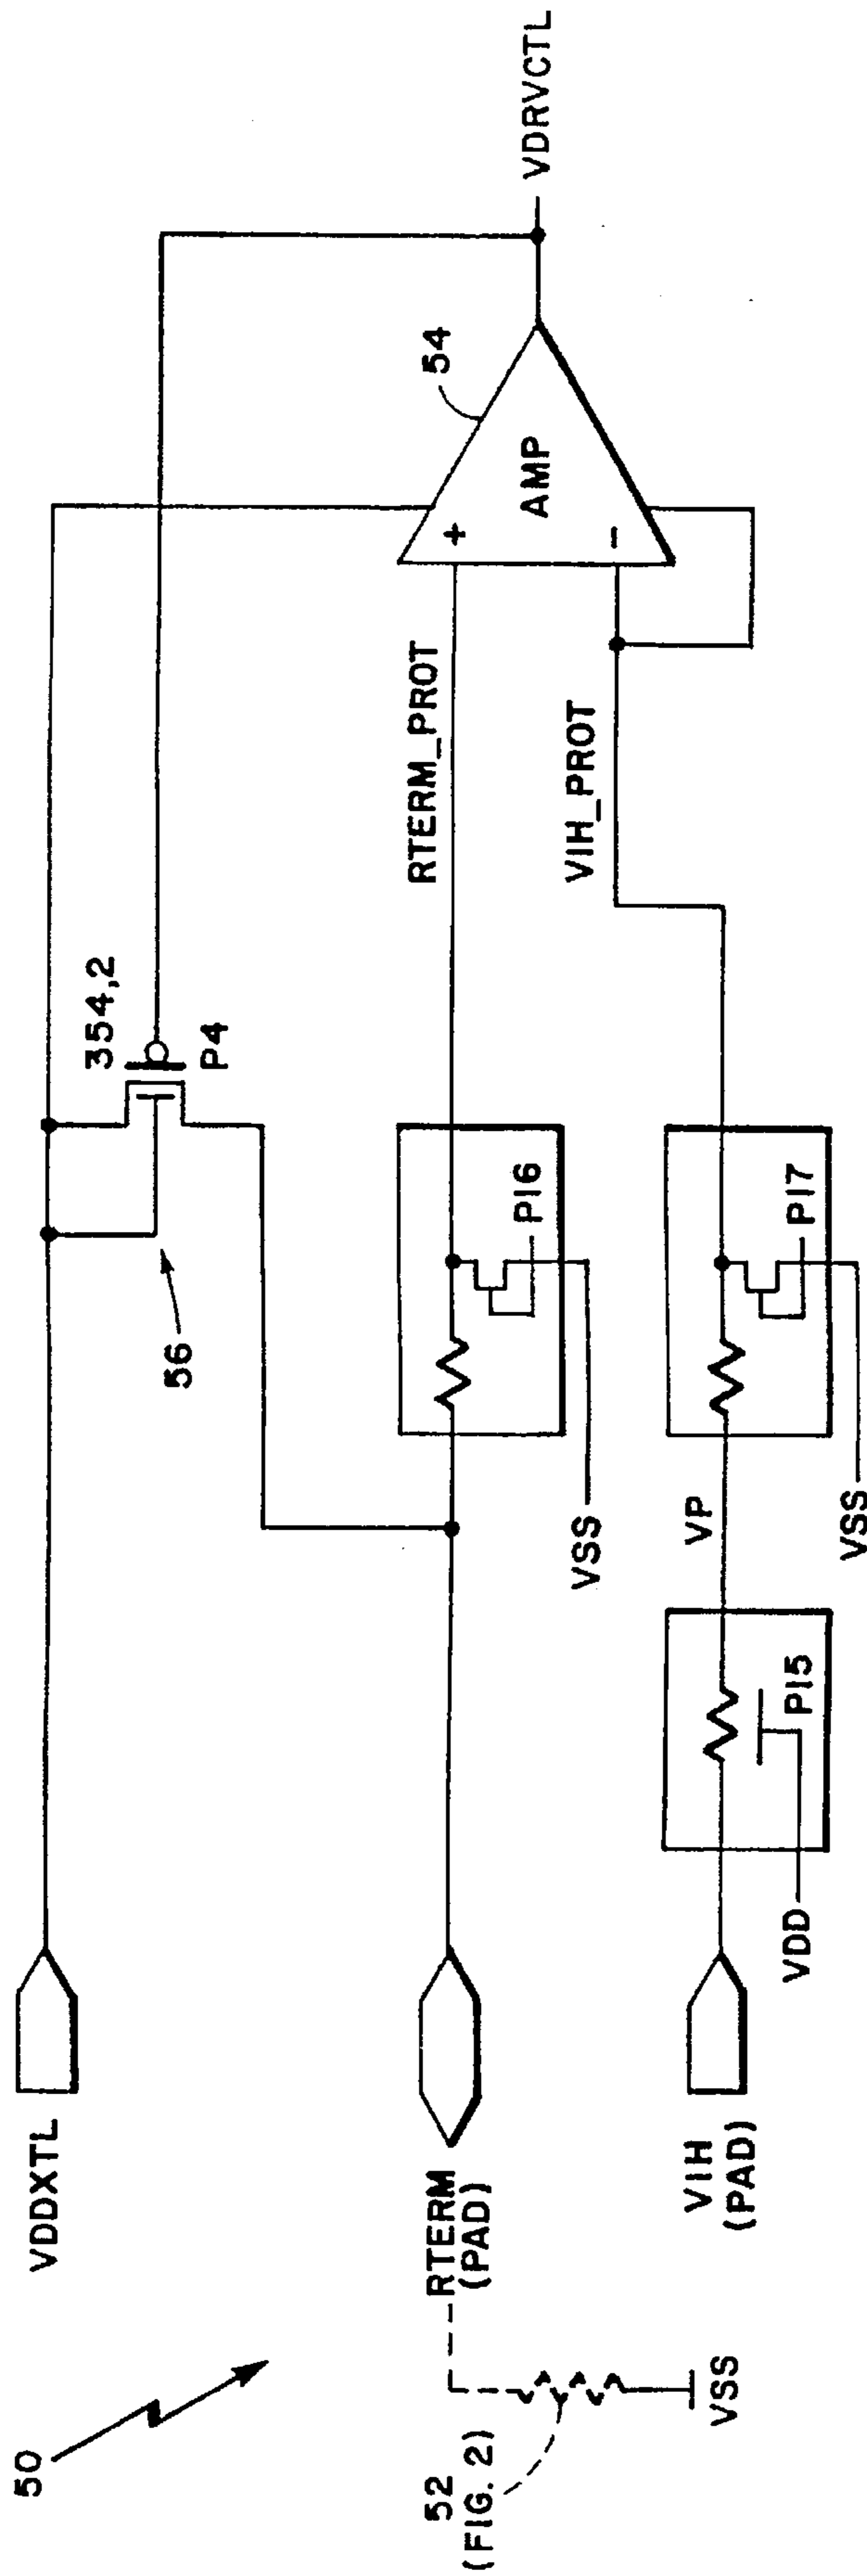 50
VDDXTL
56
354,2
P4
54
VDRVCTL
AMP
+
-
RTERM_PROT
VIH_PROT
RTERM
(PAD)
P16
VSS
52
(FIG. 2)
VSS
VIH
(PAD)
VDD
P15
VP
P17
VSS